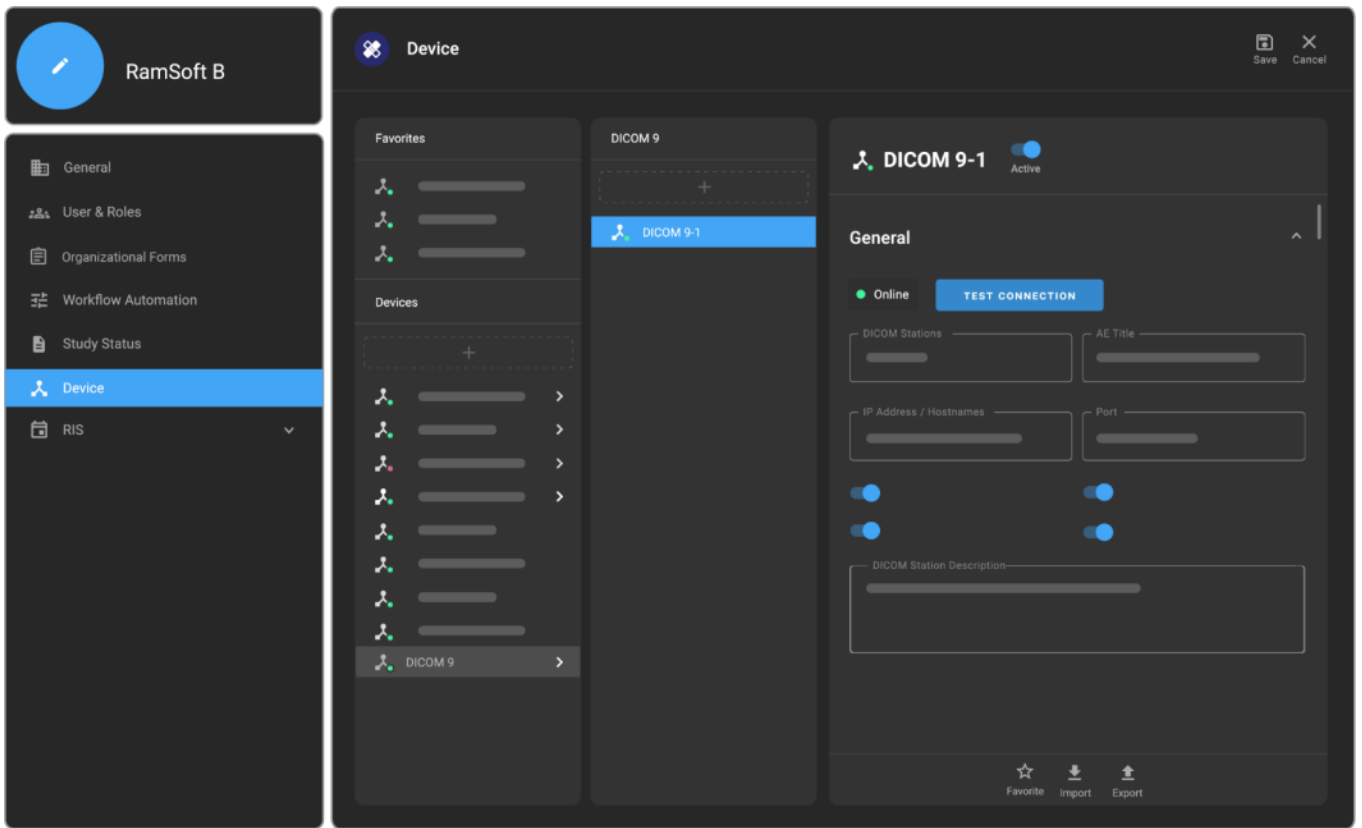 RamSoft B
General
User & Roles
Organizational Forms
Workflow Automation
Study Status
Device
RIS
Device
Save
Cancel
Favorites
Devices
DICOM 9
DICOM 9
DICOM 9-1
DICOM 9-1
Active
General
Online
TEST CONNECTION
DICOM Stations
AE Title
IP Address / Hostnames
Port
DICOM Station Description
Favorite
Import
Export